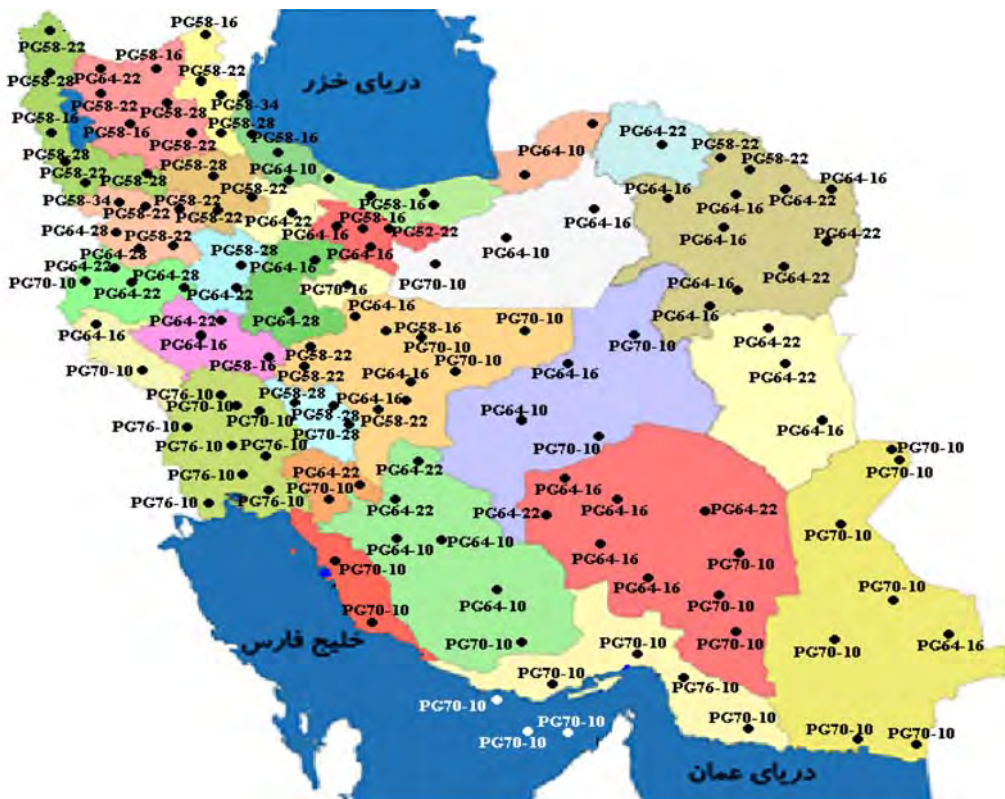 PG58-16
PG58-22
PG58-16
PG64-22
PG58-22
PG58-28
دریای خزر
PG58-34
PG58-22
PG58-28
PG58-16
PG58-16
PG58-28
PG58-22
PG64-22
PG58-16
PG64-10
PG58-22
PG58-28
PG58-28
PG64-10
PG58-22
PG58-22
PG58-28
PG58-22
PG64-16
PG64-16
PG64-22
PG58-34
PG58-22
PG58-22
PG58-22
PG64-22
PG58-16
PG58-16
PG64-16
PG64-16
PG64-28
PG58-22
PG64-16
PG52-22
PG64-16
PG64-22
PG64-28
PG58-28
PG64-16
PG64-16
PG64-10
PG64-22
PG64-28
PG64-16
PG70-10
PG64-22
PG70-10
PG64-22
PG64-22
PG70-16
PG64-16
PG64-16
PG64-16
PG64-22
PG64-28
PG58-16
PG70-10
PG64-16
PG64-22
PG64-16
PG70-10
PG70-10
PG58-22
PG70-10
PG58-16
PG70-10
PG58-22
PG64-16
PG64-16
PG64-22
PG76-10
PG58-28
PG64-16
PG70-10
PG58-28
PG64-10
PG64-16
PG76-10
PG58-22
PG70-28
PG76-10
PG76-10
PG70-10
PG70-10
PG64-22
PG64-22
PG70-10
PG76-10
PG70-10
PG64-16
PG76-10
PG76-10
PG64-22
PG64-22
PG64-16
PG64-22
PG70-10
PG64-10
PG64-10
PG64-16
PG70-10
PG70-10
PG64-16
PG70-10
PG64-10
PG70-10
PG70-10
خلیج فارس
PG70-10
PG70-10
PG70-10
PG64-16
PG70-10
PG70-10
PG76-10
PG70-10
PG70-10
PG70-10
PG70-10
PG70-10
PG70-10
دریای عمان